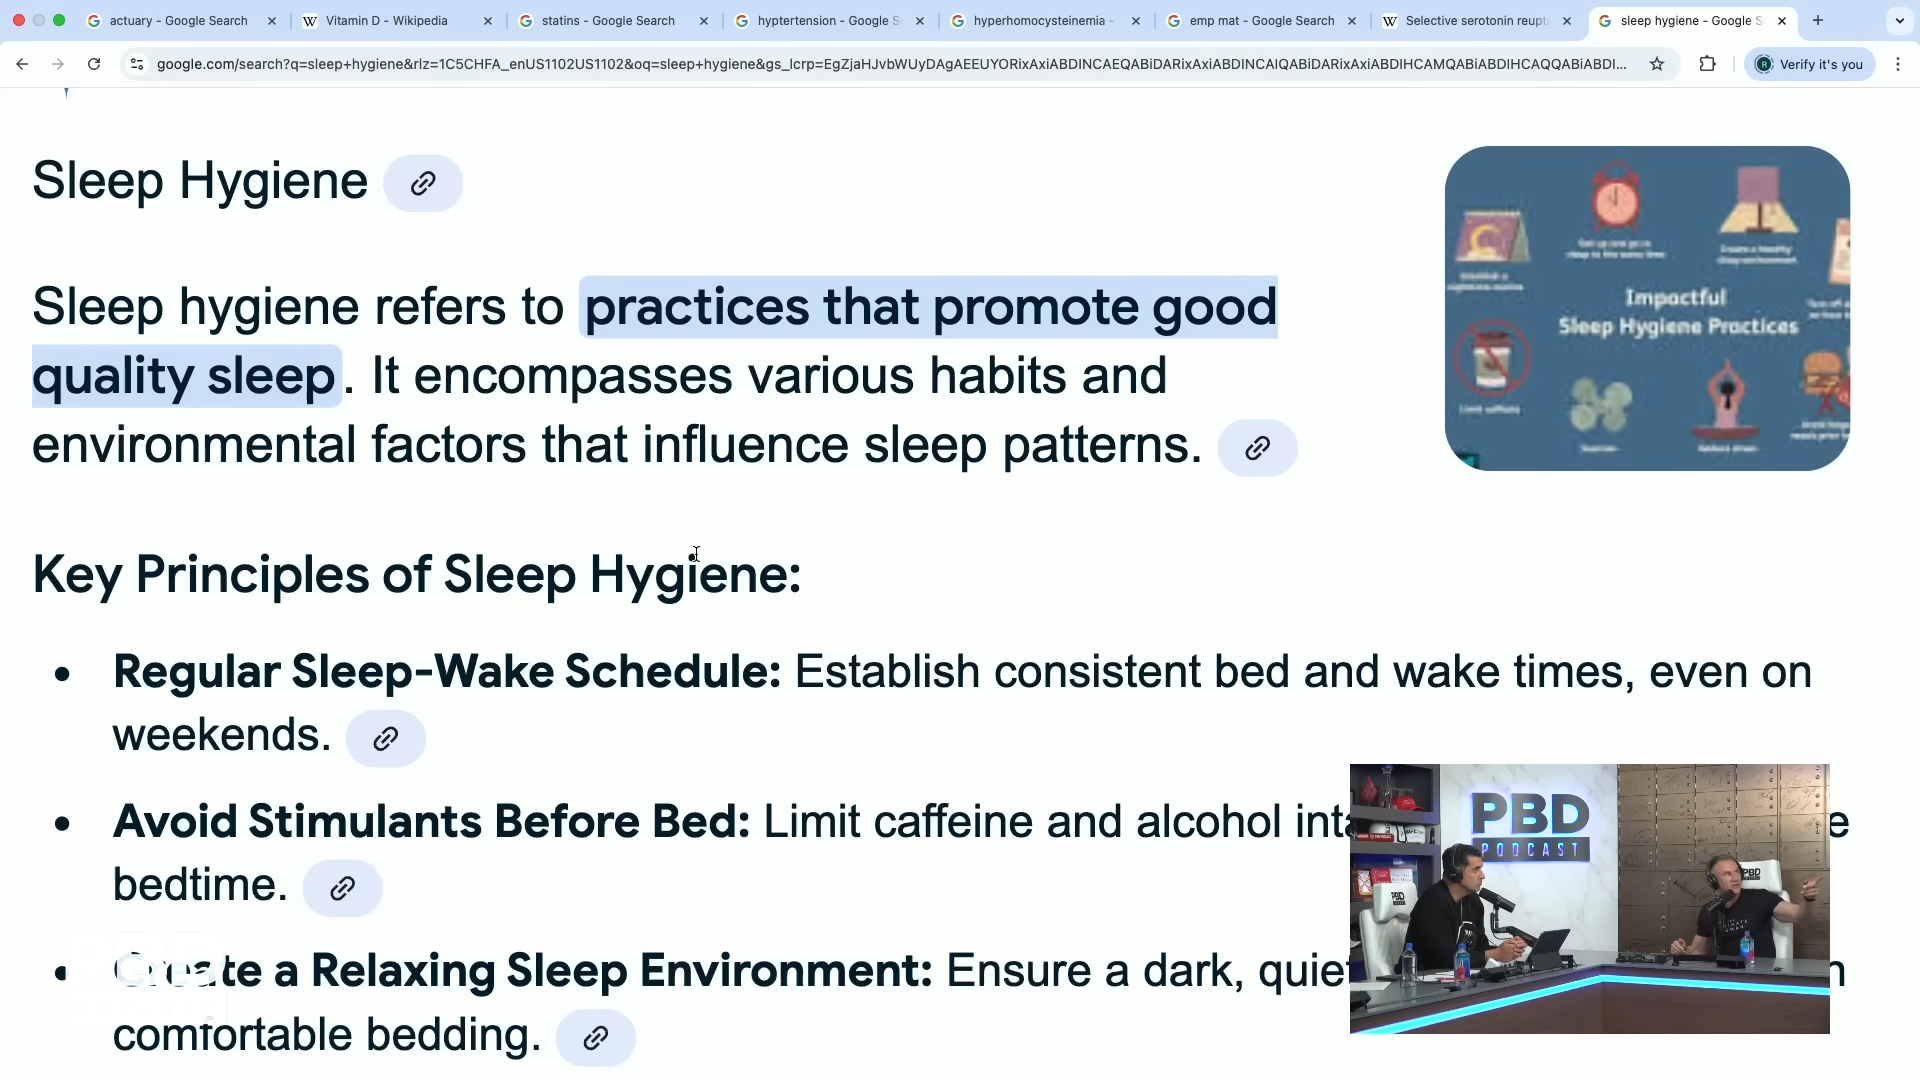 actuary - Google Search
Vitamin D - Wikipedia
statins - Google Search
hyptertension - Google S
hyperhomocysteinemia -
emp mat - Google Search
Selective serotonin reupt
sleep hygiene - Google S
google.com/search?q=sleep+hygiene&rlz=1C5CHFA_enUS1102US1102&oq=sleep+hygiene&gs_lcrp=EgZjaHJvbWUyDAgAEEUYORixAxiABDINCAEQABiDARixAxiABDINCAIQABiDARixAxiABDIHCAMQABiABDIHCAQQABiABDI...
Verify it's you
Sleep Hygiene
Sleep hygiene refers to practices that promote good
quality sleep. It encompasses various habits and
environmental factors that influence sleep patterns.
Impactful
Sleep Hygiene Practices
Key Principles of Sleep Hygiene:
• Regular Sleep-Wake Schedule: Establish consistent bed and wake times, even on
weekends.
• Avoid Stimulants Before Bed: Limit caffeine and alcohol
bedtime.
• Create a Relaxing Sleep Environment: Ensure a dark,
comfortable bedding.
PBD
PODCAST
PBD
PBD